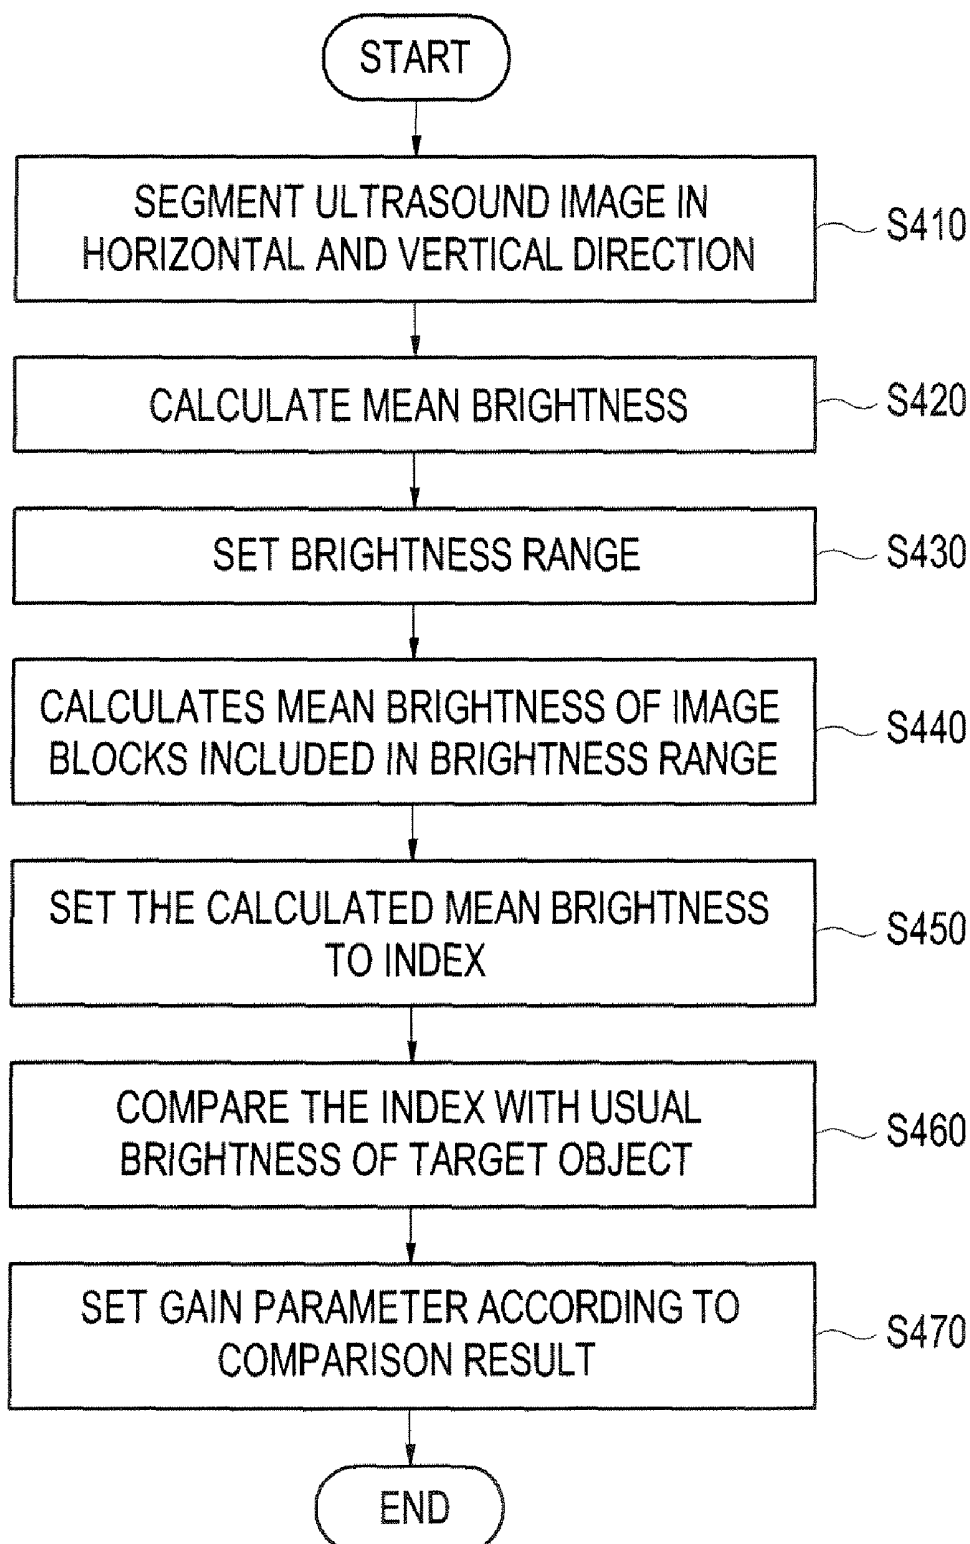 START
SEGMENT ULTRASOUND IMAGE IN
HORIZONTAL AND VERTICAL DIRECTION
S410
CALCULATE MEAN BRIGHTNESS
S420
SET BRIGHTNESS RANGE
S430
CALCULATES MEAN BRIGHTNESS OF IMAGE
BLOCKS INCLUDED IN BRIGHTNESS RANGE
S440
SET THE CALCULATED MEAN BRIGHTNESS
TO INDEX
S450
COMPARE THE INDEX WITH USUAL
BRIGHTNESS OF TARGET OBJECT
S460
SET GAIN PARAMETER ACCORDING TO
COMPARISON RESULT
S470
END